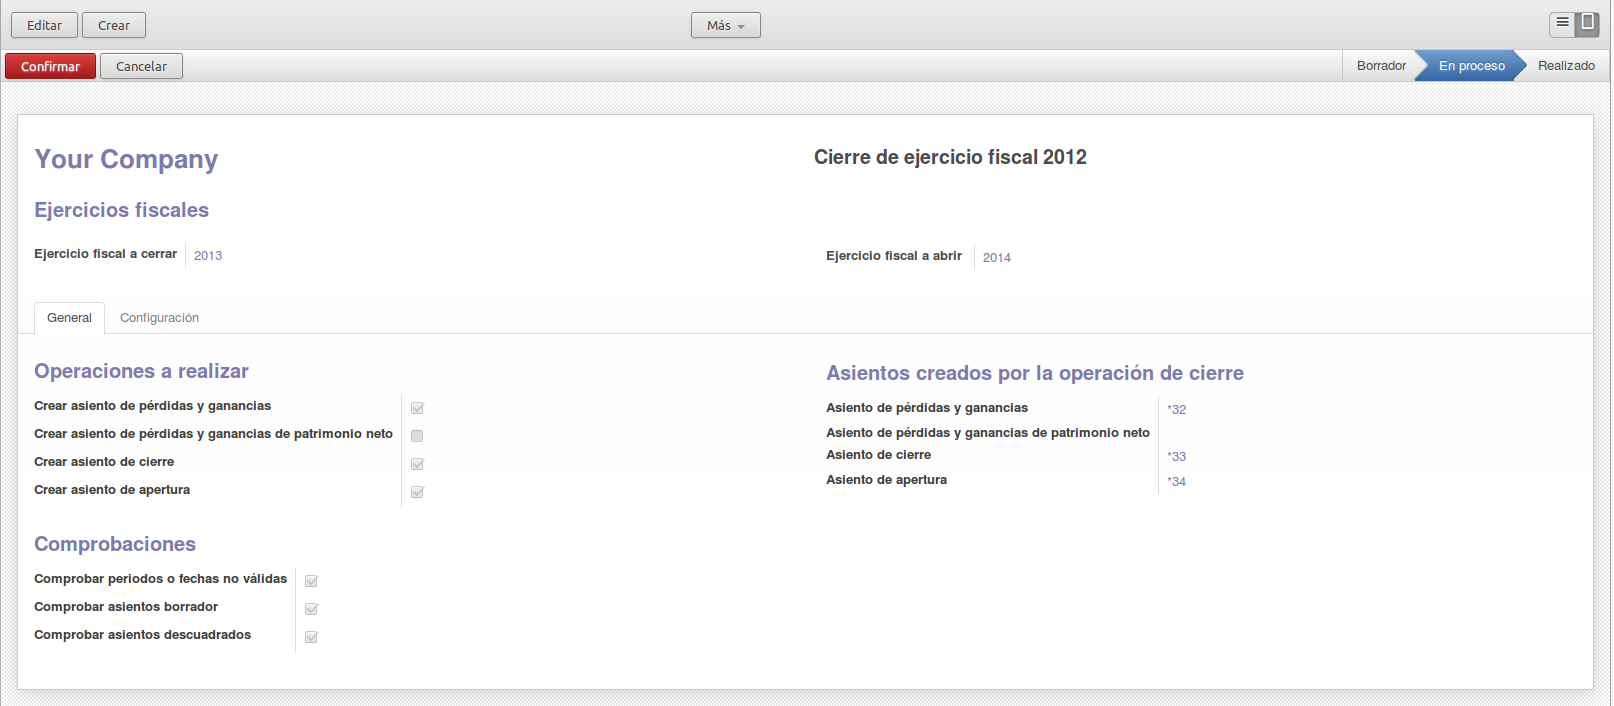 Editar Crear Más
Confirmar Cancelar Borrador En proceso Realizado
Your Company
Cierre de ejercicio fiscal 2012
Ejercicios fiscales
Ejercicio fiscal a cerrar 2013
Ejercicio fiscal a abrir 2014
General Configuración
Operaciones a realizar
Crear asiento de pérdidas y ganancias
Crear asiento de pérdidas y ganancias de patrimonio neto
Crear asiento de cierre
Crear asiento de apertura
Asientos creados por la operación de cierre
Asiento de pérdidas y ganancias *32
Asiento de pérdidas y ganancias de patrimonio neto
Asiento de cierre *33
Asiento de apertura *34
Comprobaciones
Comprobar periodos o fechas no válidas
Comprobar asientos borrador
Comprobar asientos descuadrados